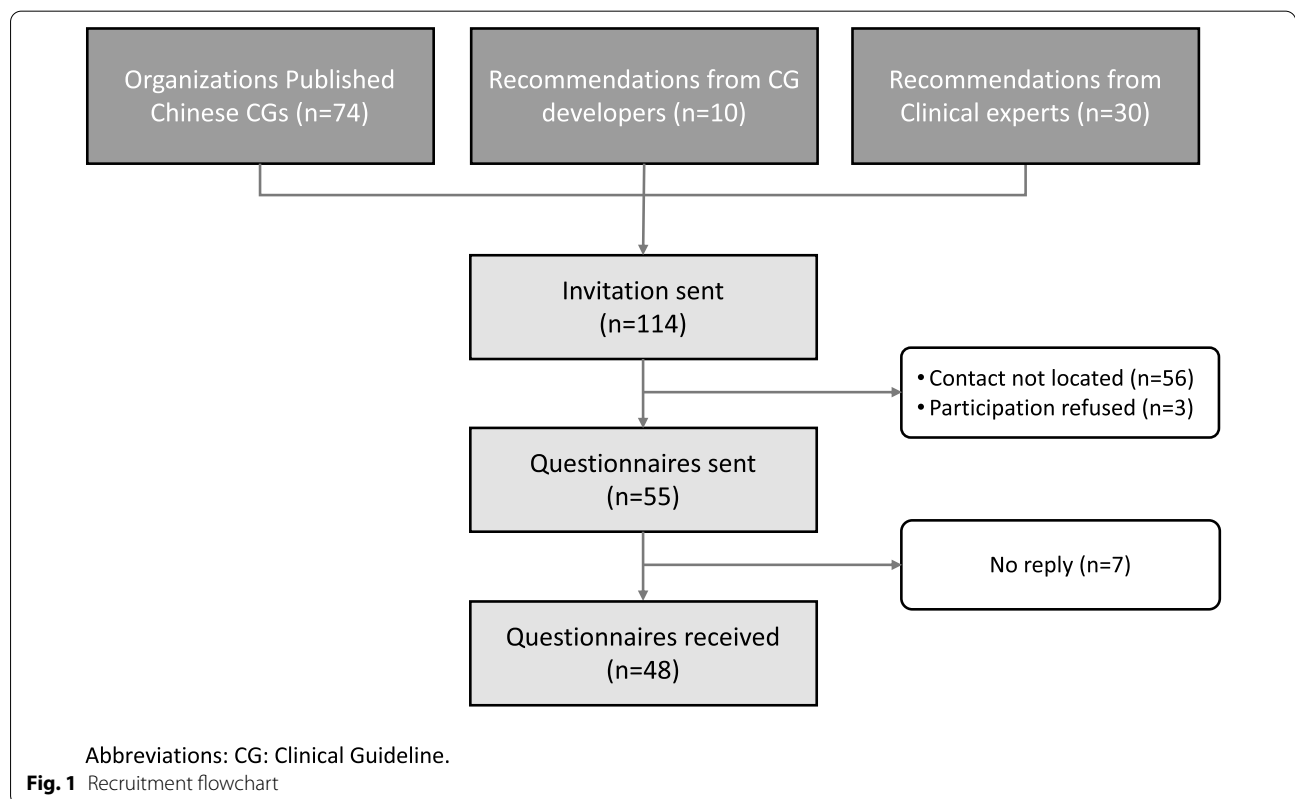 Organizations Published
Chinese CGs (n=74)
Recommendations from CG
developers (n=10)
Recommendations from
Clinical experts (n=30)
Invitation sent
(n=114)
• Contact not located (n=56)
• Participation refused (n=3)
Questionnaires sent
(n=55)
No reply (n=7)
Questionnaires received
(n=48)
Abbreviations: CG: Clinical Guideline.
Fig. 1 Recruitment flowchart